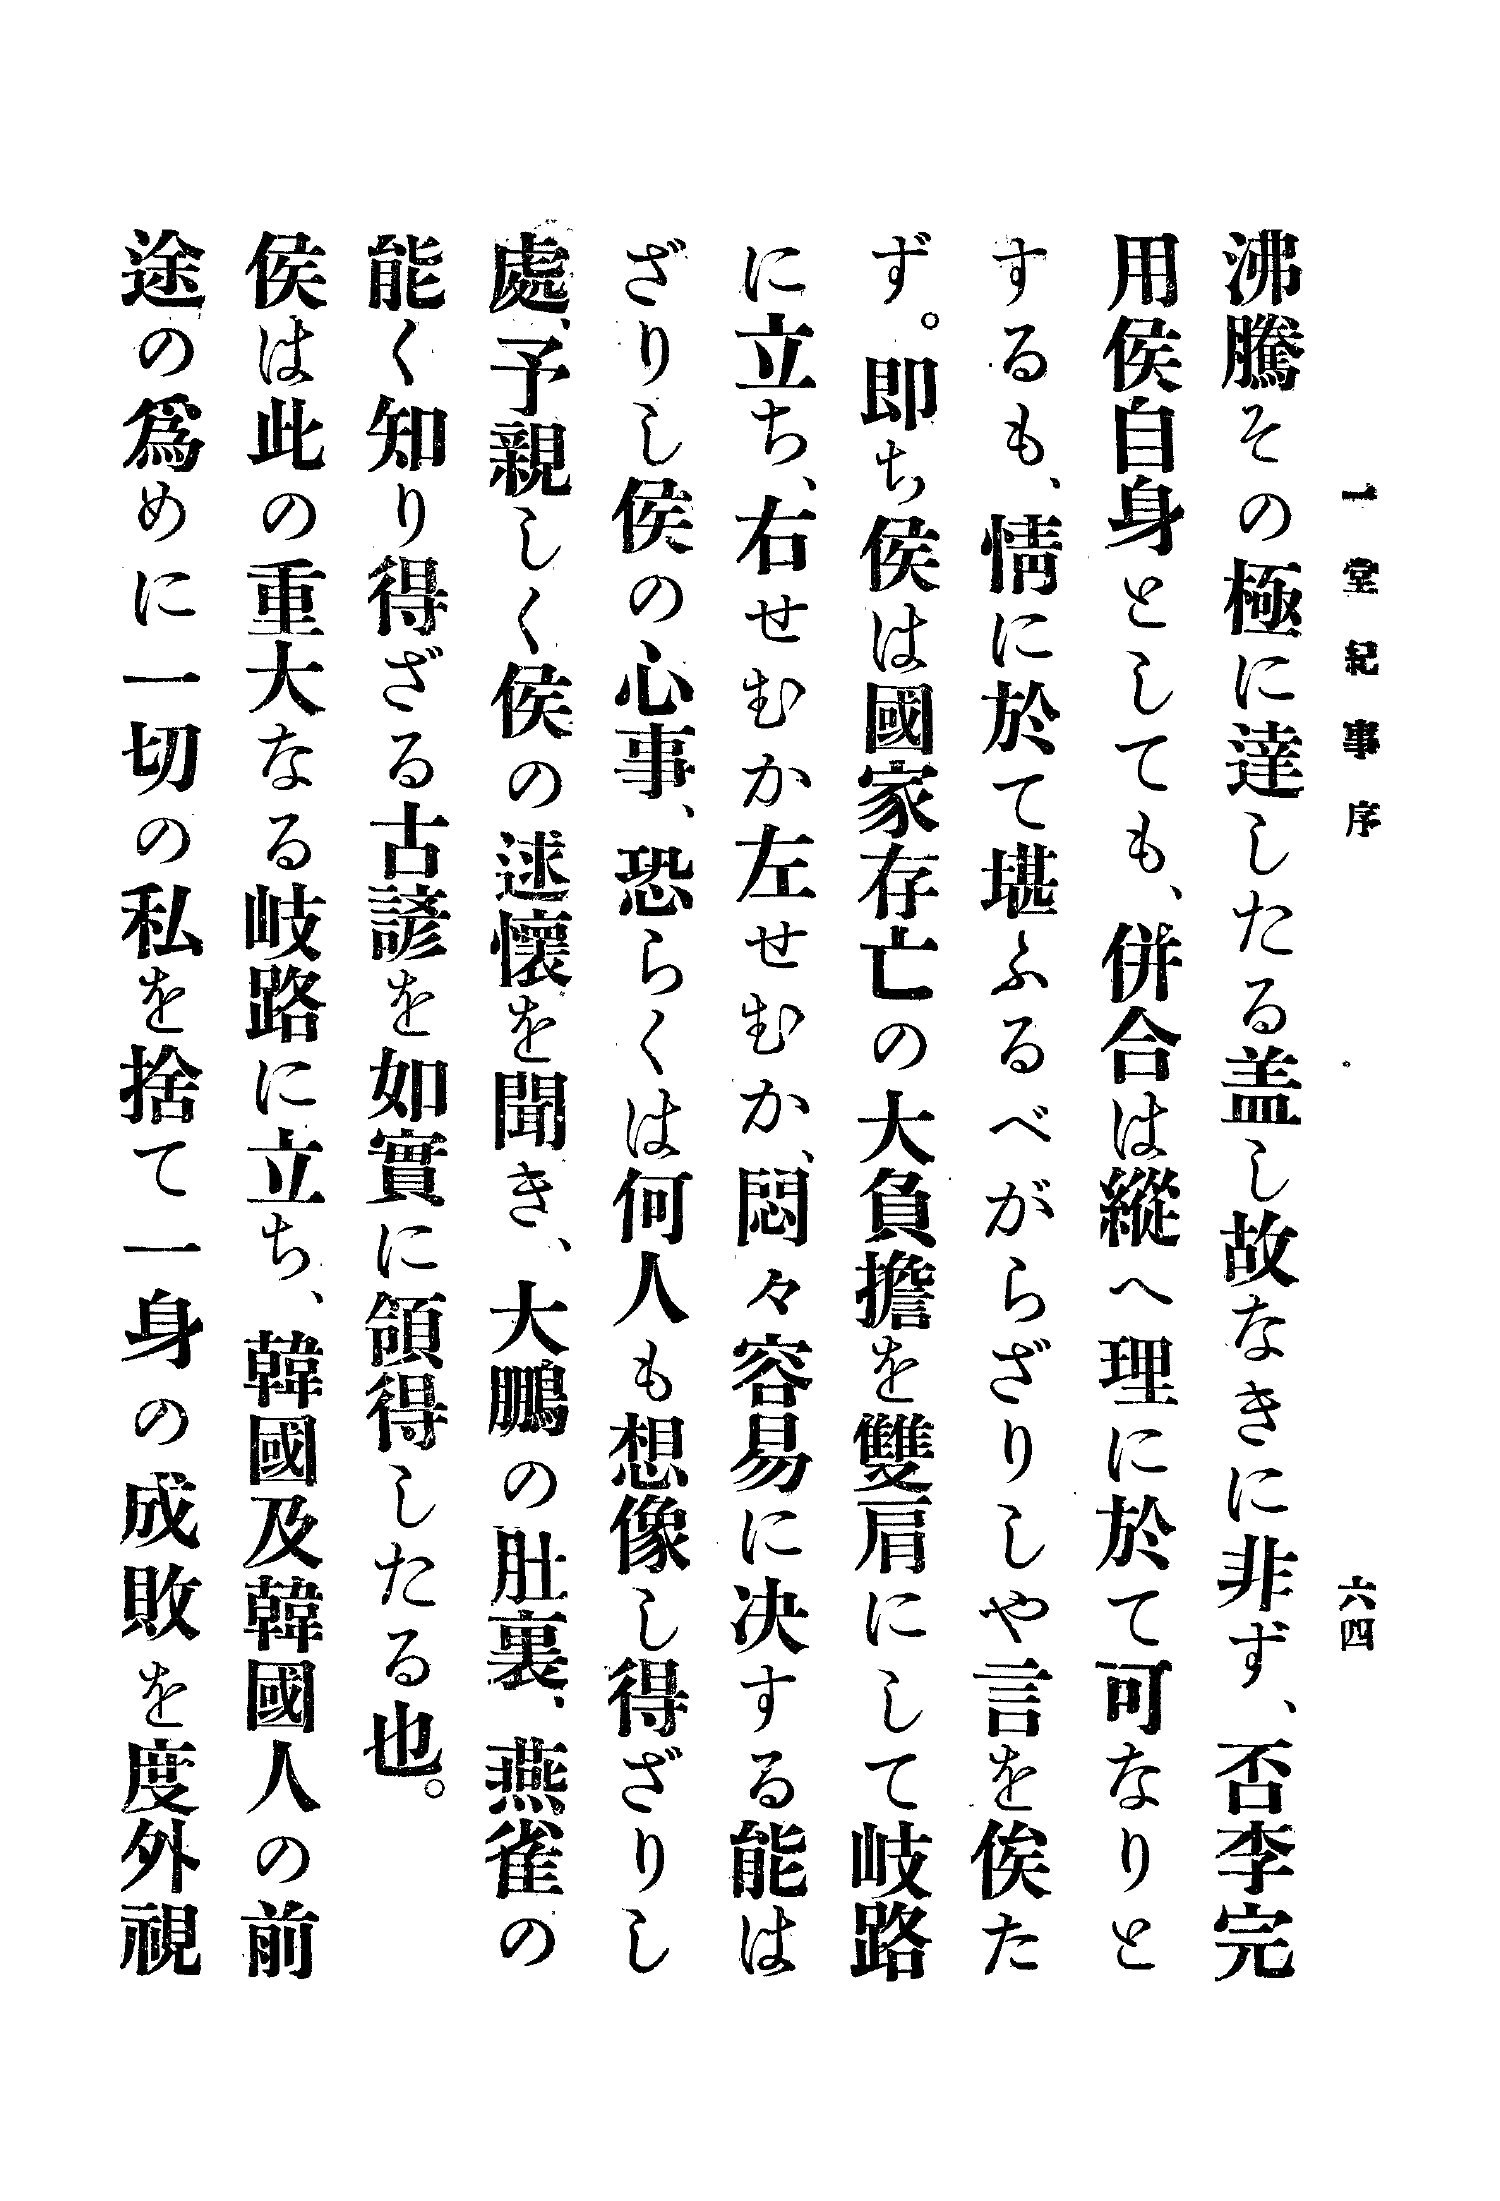 一堂紀事序
六四
沸騰その極に達したる盖し故なきに非ず、否李完
用侯自身としても、併合は縱へ理に於て可なりと
するも、情に於て堪ふるべがらざりしや言を俟た
ず。即ち侯は國家存亡の大負擔を雙肩にして岐路
に立ち、右せむか左せむか、悶々容易に决する能は
ざりし侯の心事、恐らくは何人も想像し得ざりし
處、予親しく侯の述懷を聞き、大鵬の肚裏、燕雀の
能く知り得ざる古諺を如實に領得したる也。
侯は此の重大なる岐路に立ち、韓國及韓國人の前
途の爲めに一切の私を捨て一身の成敗を度外視